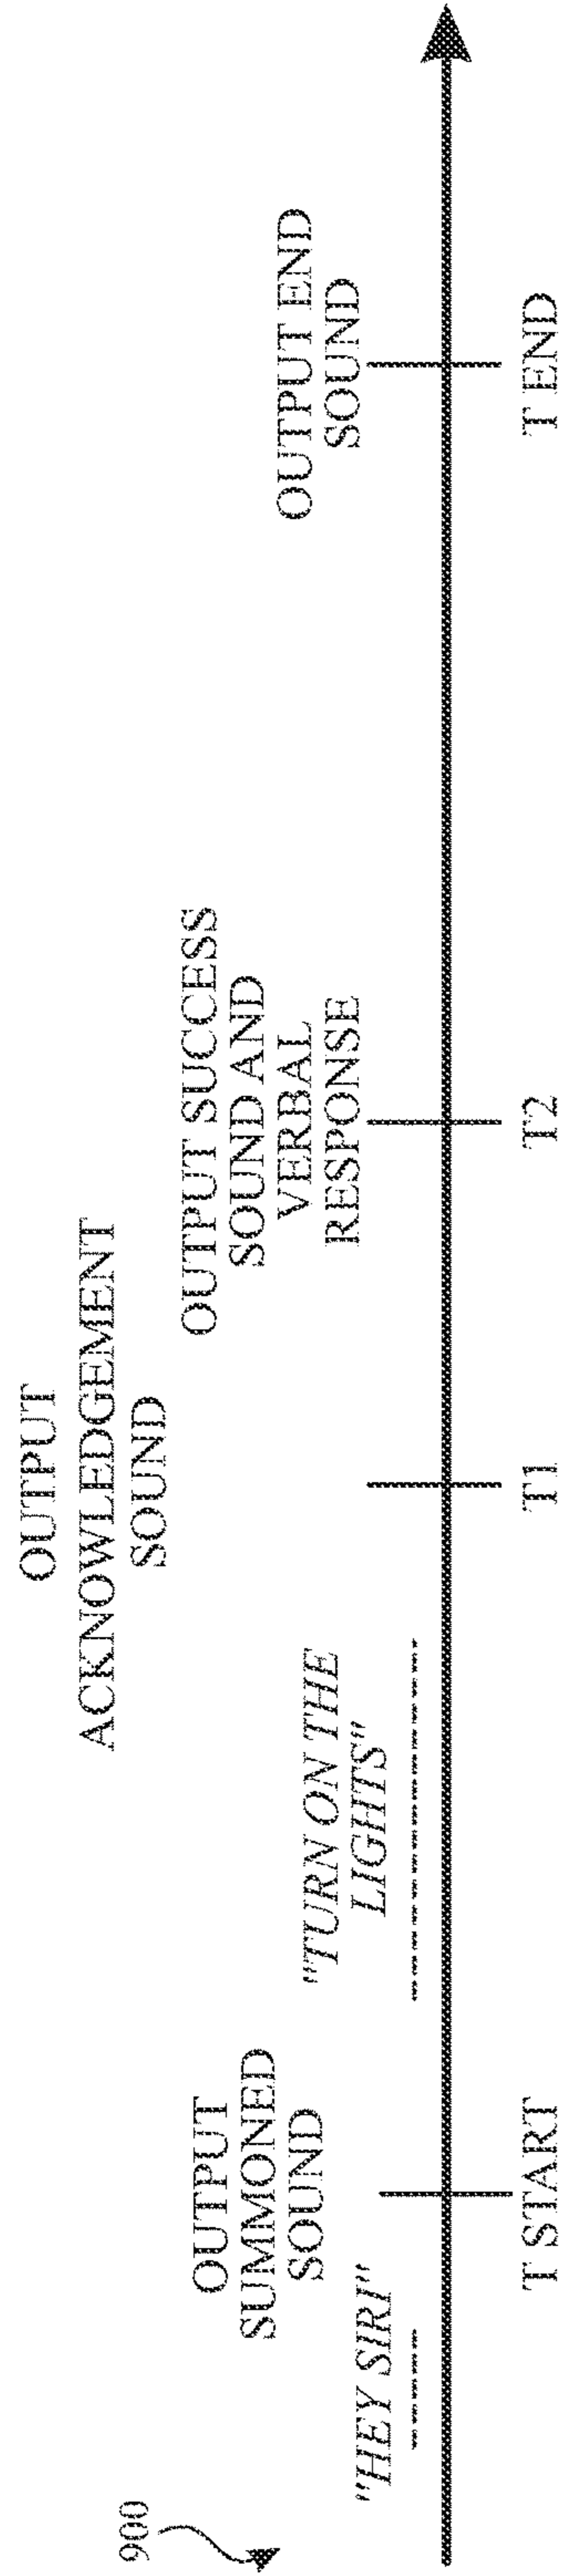 900
"HEY SIRI"
OUTPUT
SUMMONED
SOUND
T START
"TURN ON THE
LIGHTS"
OUTPUT
ACKNOWLEDGEMENT
SOUND
T1
OUTPUT SUCCESS
SOUND AND
VERBAL
RESPONSE
T2
OUTPUT END
SOUND
T END